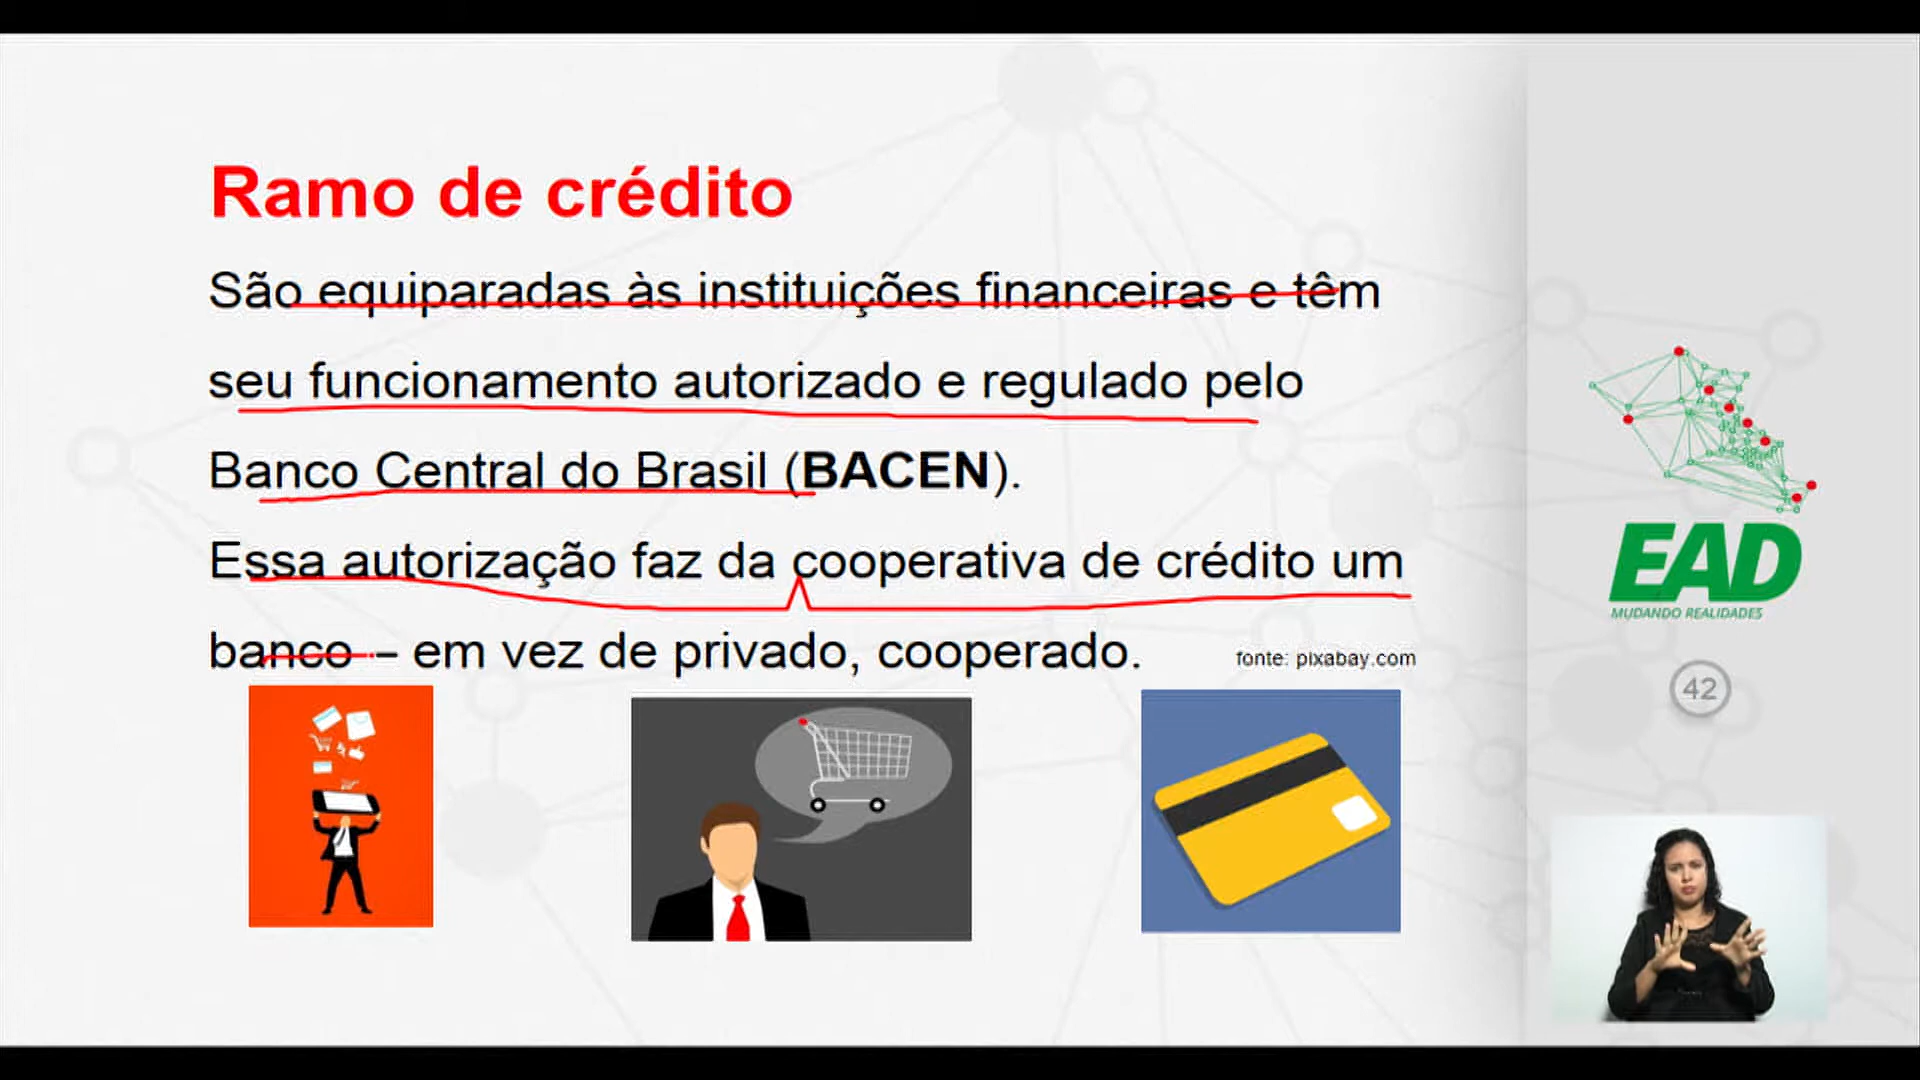 Ramo de crédito
São equiparadas às instituições financeiras e têm
seu funcionamento autorizado e regulado pelo
Banco Central do Brasil (BACEN).
Essa autorização faz da cooperativa de crédito um
banco – em vez de privado, cooperado.
fonte: pixabay.com
EAD
MUDANDO REALIDADES
42